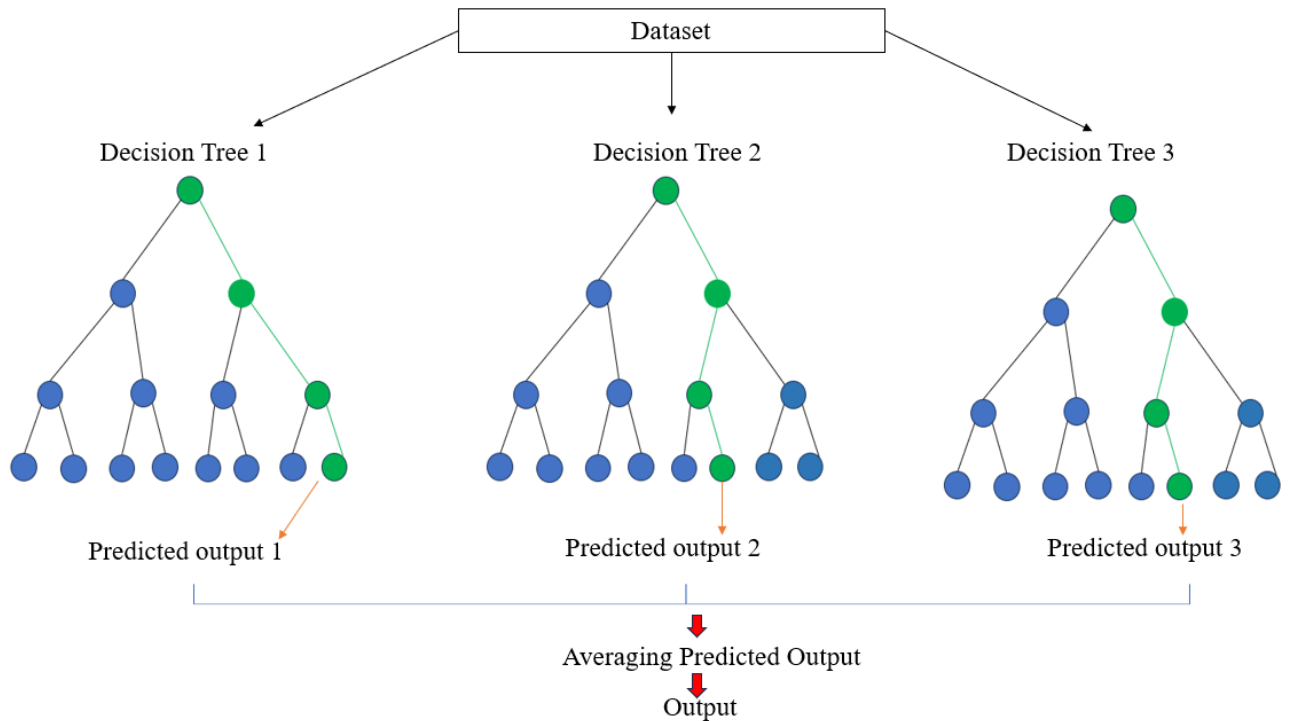 Dataset
Decision Tree 1
Decision Tree 2
Decision Tree 3
Predicted output 1
Predicted output 2
Predicted output 3
Averaging Predicted Output
Output